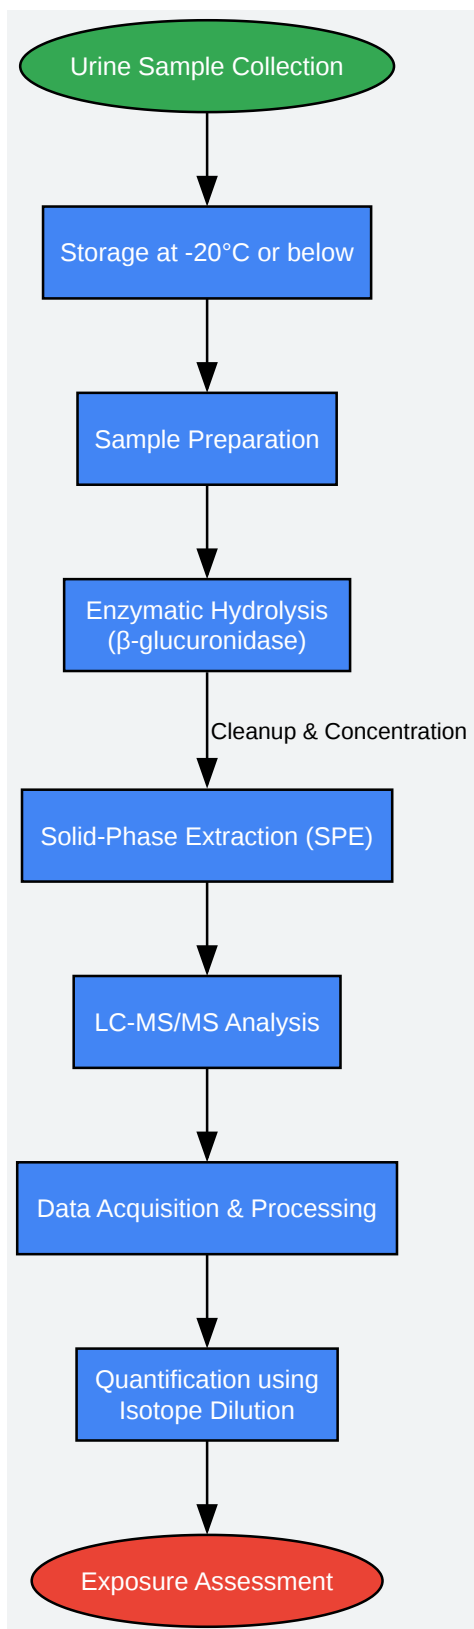 Urine Sample Collection
Storage at -20°C or below
Sample Preparation
Enzymatic Hydrolysis
(β-glucuronidase)
Cleanup & Concentration
Solid-Phase Extraction (SPE)
LC-MS/MS Analysis
Data Acquisition & Processing
Quantification using
Isotope Dilution
Exposure Assessment